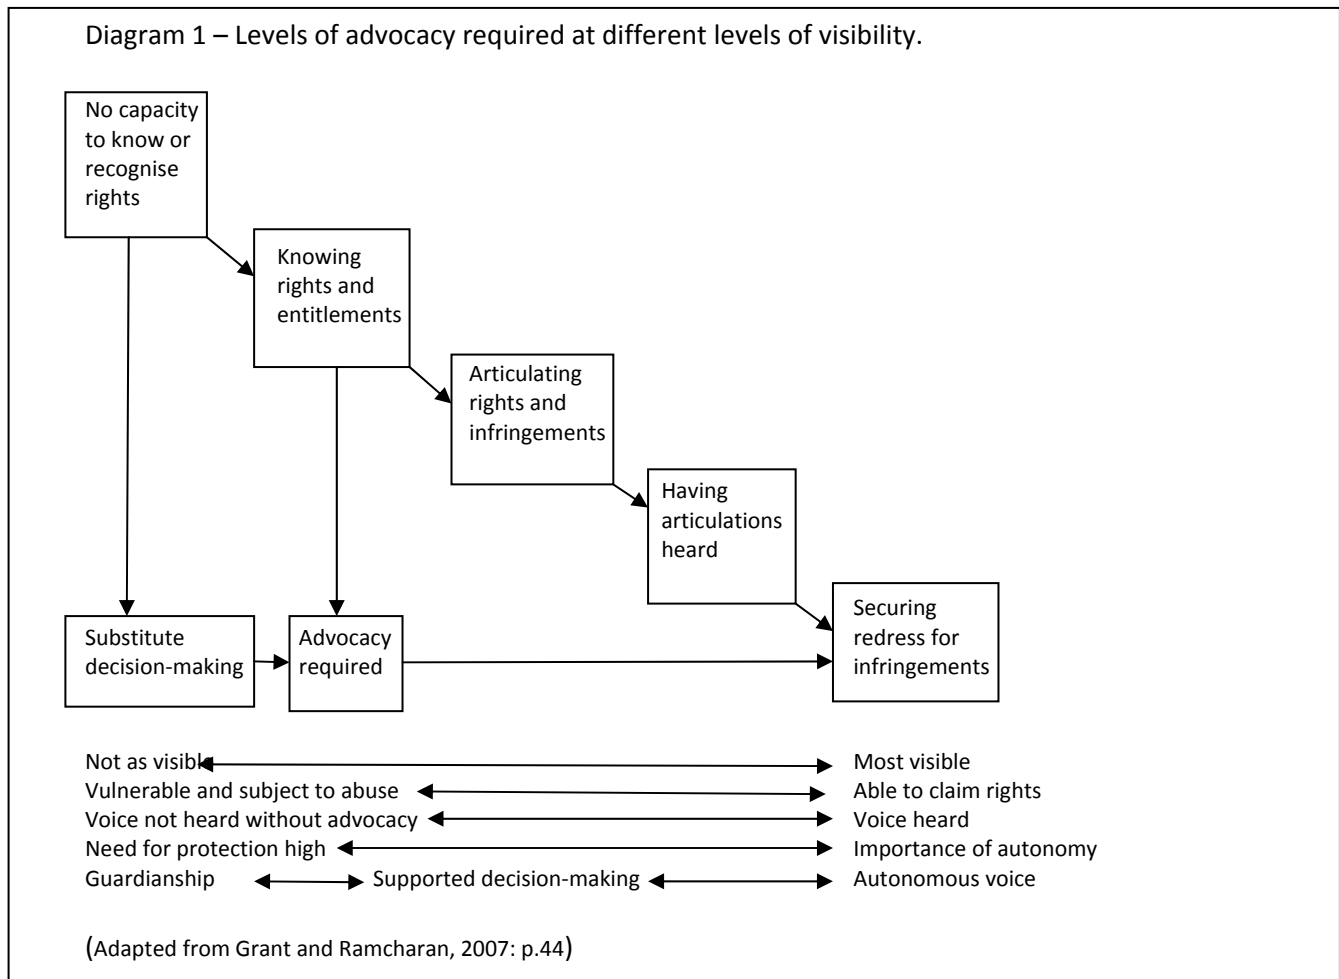 Diagram 1 – Levels of advocacy required at different levels of visibility.
No capacity
to know or
recognise
rights
Knowing
rights and
entitlements
Articulating
rights and
infringements
Having
articulations
heard
Securing
redress for
infringements
Substitute
decision-making
Advocacy
required
Not as visible Most visible
Vulnerable and subject to abuse Able to claim rights
Voice not heard without advocacy Voice heard
Need for protection high Importance of autonomy
Guardianship Supported decision-making Autonomous voice
(Adapted from Grant and Ramcharan, 2007: p.44)